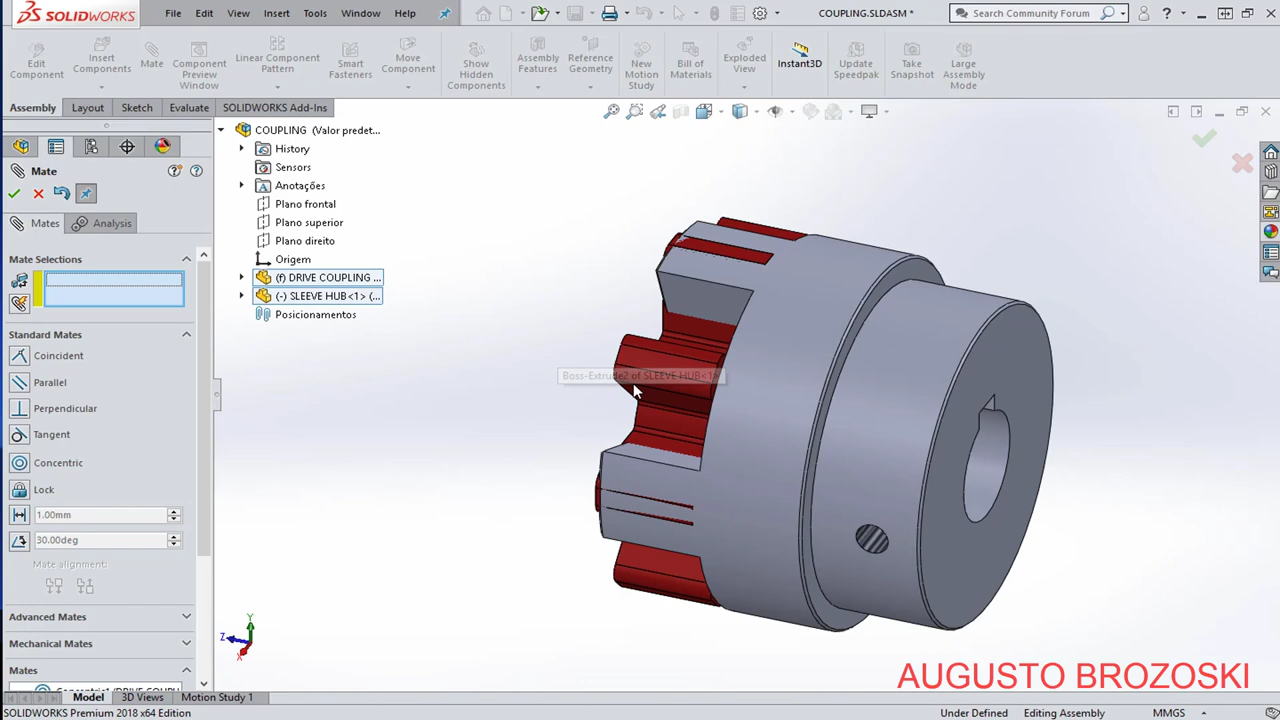 SOLIDWORKS
File Edit View Insert Tools Window Help
COUPLING.SLDASM *
Search Community Forum
Edit Component
Insert Components
Mate
Component Preview Window
Linear Component Pattern
Smart Fasteners
Move Component
Show Hidden Components
Assembly Features
Reference Geometry
New Motion Study
Bill of Materials
Exploded View
Instant3D
Update Speedpak
Take Snapshot
Large Assembly Mode
Assembly Layout Sketch Evaluate SOLIDWORKS Add-Ins
Mate
Mates Analysis
Mate Selections
Standard Mates
Coincident
Parallel
Perpendicular
Tangent
Concentric
Lock
1.00mm
30.00deg
Mate alignment:
Advanced Mates
Mechanical Mates
Mates
Concentric1 (DRIVE COUPLI
COUPLING (Valor predet...
History
Sensors
Anotações
Plano frontal
Plano superior
Plano direito
Origem
(f) DRIVE COUPLING ...
(-) SLEEVE HUB<1> (...
Posicionamentos
Boss-Extrude2 of SLEEVE HUB<1>
Y
Z
X
AUGUSTO BROZOSKI
Model 3D Views Motion Study 1
SOLIDWORKS Premium 2018 x64 Edition
Under Defined Editing Assembly MMGS